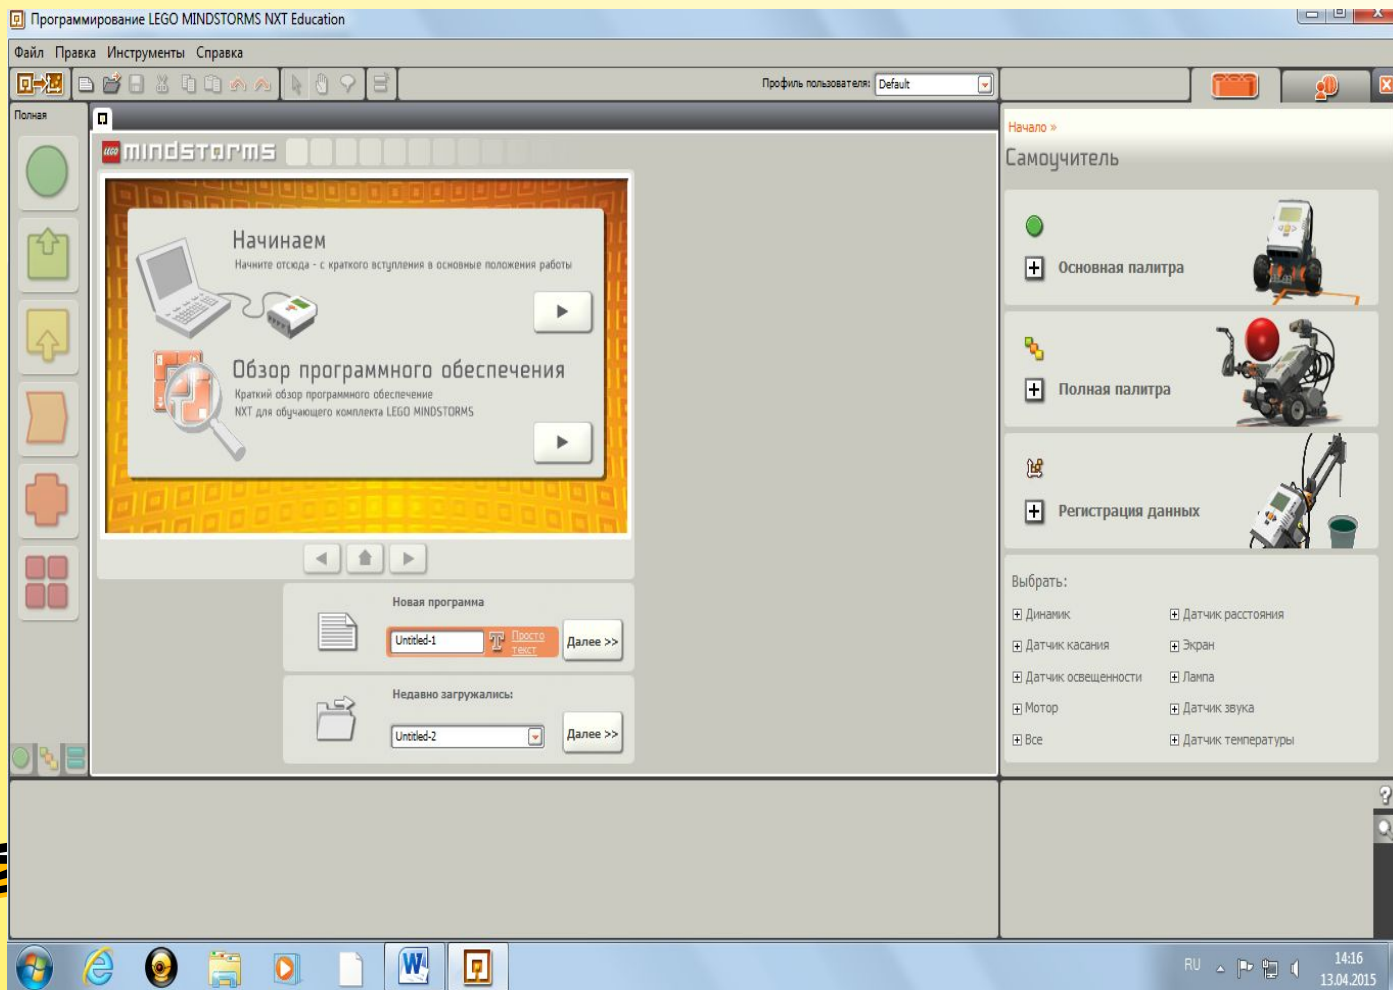 Программирование LEGO MINDSTORMS NXT Education
Файл Правка Инструменты Справка
Профиль пользователя: Default
Полная
LEGO mindstorms
Начинаем
Начните отсюда - с краткого вступления в основные положения работы
Обзор программного обеспечения
Краткий обзор программного обеспечение
NXT для обучающего комплекта LEGO MINDSTORMS
Новая программа
Untitled-1
Просто
текст
Далее >>
Недавно загружались:
Untitled-2
Далее >>
Начало »
Самоучитель
Основная палитра
Полная палитра
Регистрация данных
Выбрать:
Динамик
Датчик расстояния
Датчик касания
Экран
Датчик освещенности
Лампа
Мотор
Датчик звука
Все
Датчик температуры
RU
14:16
13.04.2015